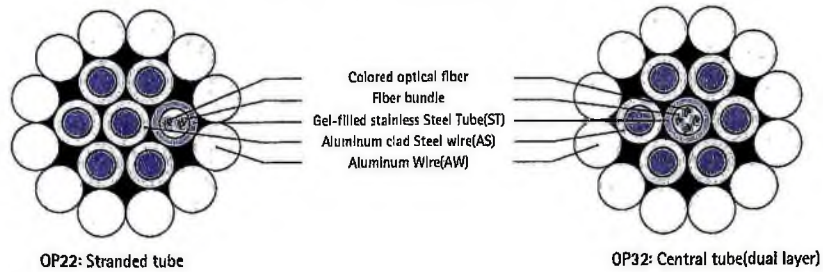 Colored optical fiber
Fiber bundle
Gel-filled stainless Steel Tube(ST)
Aluminum clad Steel wire(AS)
Aluminum Wire(AW)
OP22: Stranded tube
OP32: Central tube(dual layer)